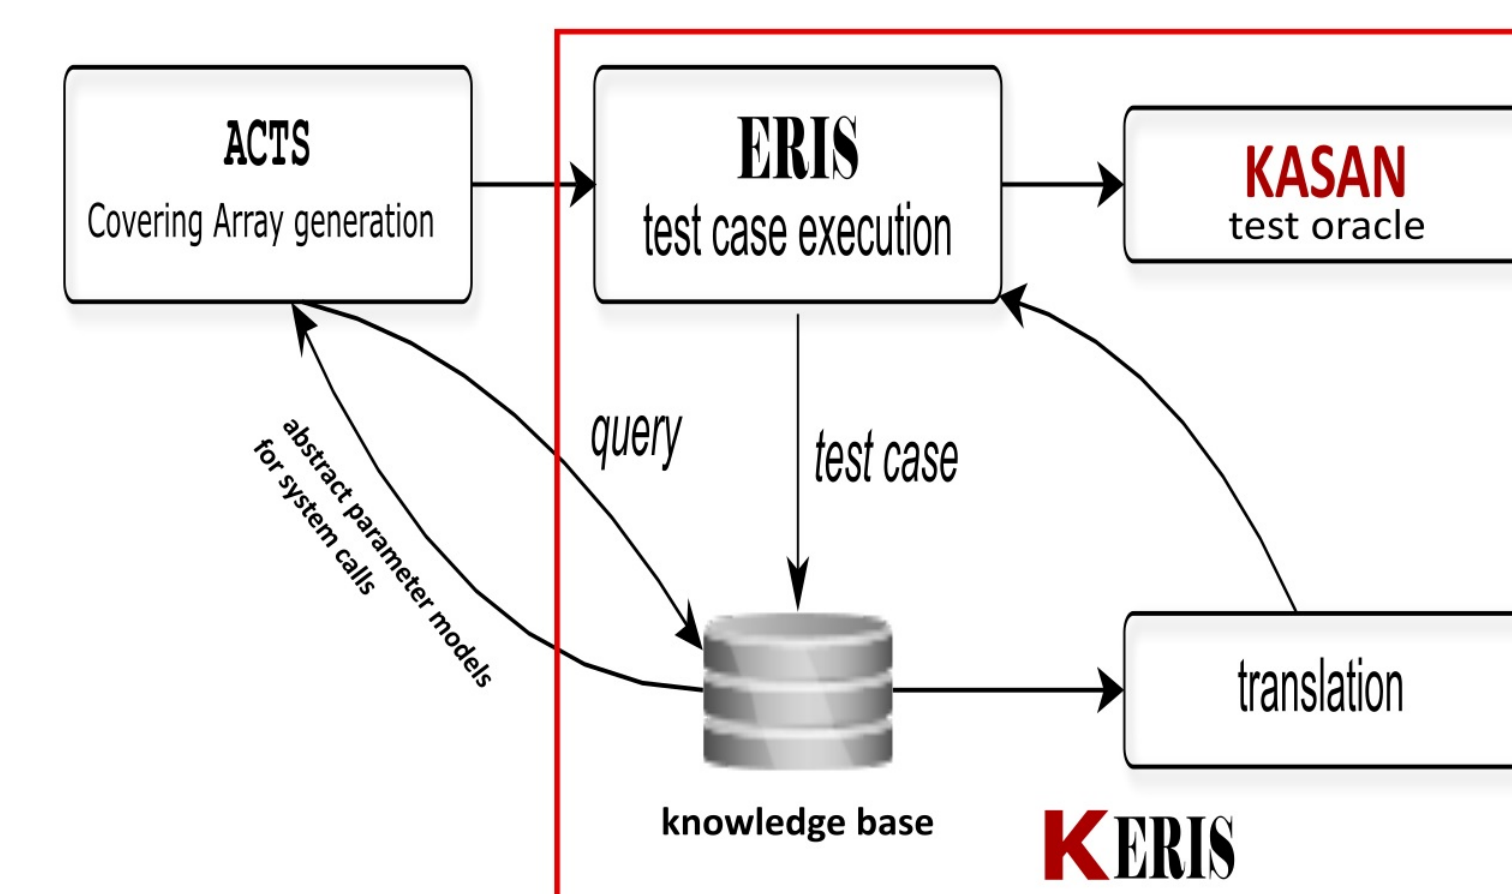 ACTS
Covering Array generation
ERIS
test case execution
KASAN
test oracle
query
test case
abstract parameter models
for system calls
translation
knowledge base
KERIS